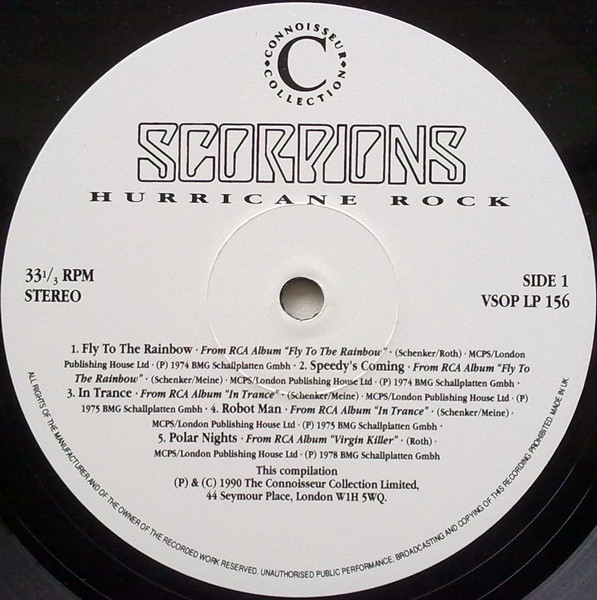 CONNOISSEUR
C
COLLECTION
SCORPIONS
HURRICANE ROCK
33 1/3 RPM
STEREO
SIDE 1
VSOP LP 156
1. Fly To The Rainbow · From RCA Album "Fly To The Rainbow" · (Schenker/Roth) · MCPS/London
Publishing House Ltd · (P) 1974 BMG Schallplatten Gmbh · 2. Speedy's Coming · From RCA Album "Fly To
The Rainbow" · (Schenker/Meine) · MCPS/London Publishing House Ltd · (P) 1974 BMG Schallplatten Gmbh ·
3. In Trance · From RCA Album "In Trance" · (Schenker/Meine) · MCPS/London Publishing House Ltd · (P)
1975 BMG Schallplatten Gmbh · 4. Robot Man · From RCA Album "In Trance" · (Schenker/Meine) ·
MCPS/London Publishing House Ltd · (P) 1975 BMG Schallplatten Gmbh
5. Polar Nights · From RCA Album "Virgin Killer" · (Roth) ·
MCPS/London Publishing House Ltd · (P) 1978 BMG Schallplatten Gmbh
This compilation
(P) & (C) 1990 The Connoisseur Collection Limited,
44 Seymour Place, London W1H 5WQ.
ALL RIGHTS OF THE MANUFACTURER AND OF THE OWNER OF THE RECORDED WORK RESERVED. UNAUTHORISED PUBLIC PERFORMANCE, BROADCASTING AND COPYING OF THIS RECORDING PROHIBITED. MADE IN UK.